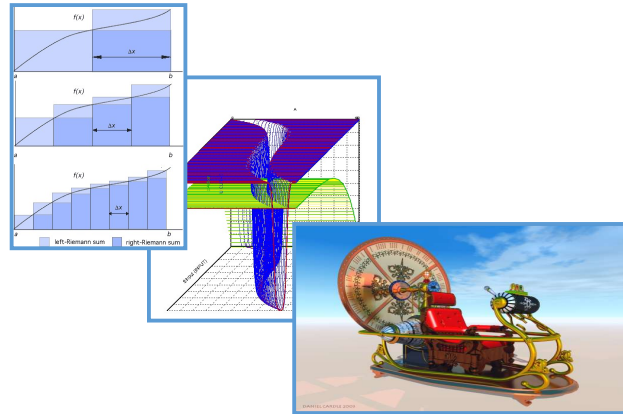 f(x)
Δx
a b
f(x)
Δx
a b
f(x)
Δx
a b
left-Riemann sum right-Riemann sum